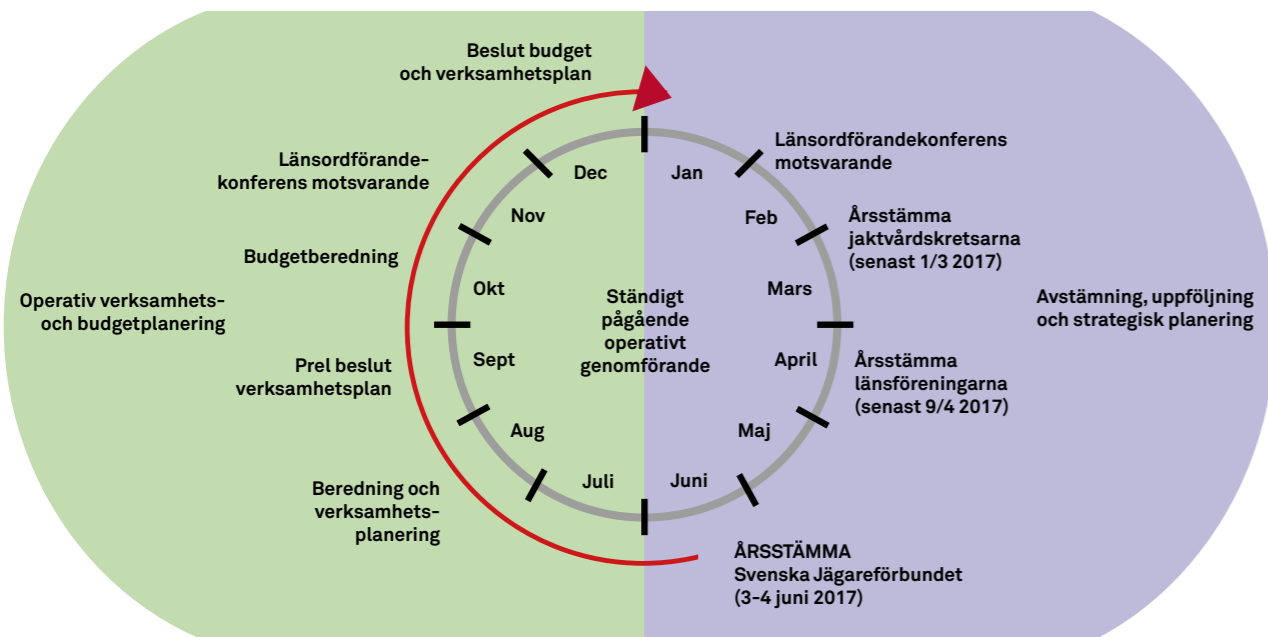 Beslut budget
och verksamhetsplan
Länsordförande-
konferens motsvarande
Budgetberedning
Operativ verksamhets-
och budgetplanering
Prel beslut
verksamhetsplan
Beredning och
verksamhets-
planering
Dec
Nov
Okt
Sept
Aug
Juli
Ständigt
pågående
operativt
genomförande
Jan
Feb
Mars
April
Maj
Juni
Länsordförandekonferens
motsvarande
Årsstämma
jaktvårdskretsarna
(senast 1/3 2017)
Avstämning, uppföljning
och strategisk planering
Årsstämma
länsföreningarna
(senast 9/4 2017)
ÅRSSTÄMMA
Svenska Jägareförbundet
(3-4 juni 2017)